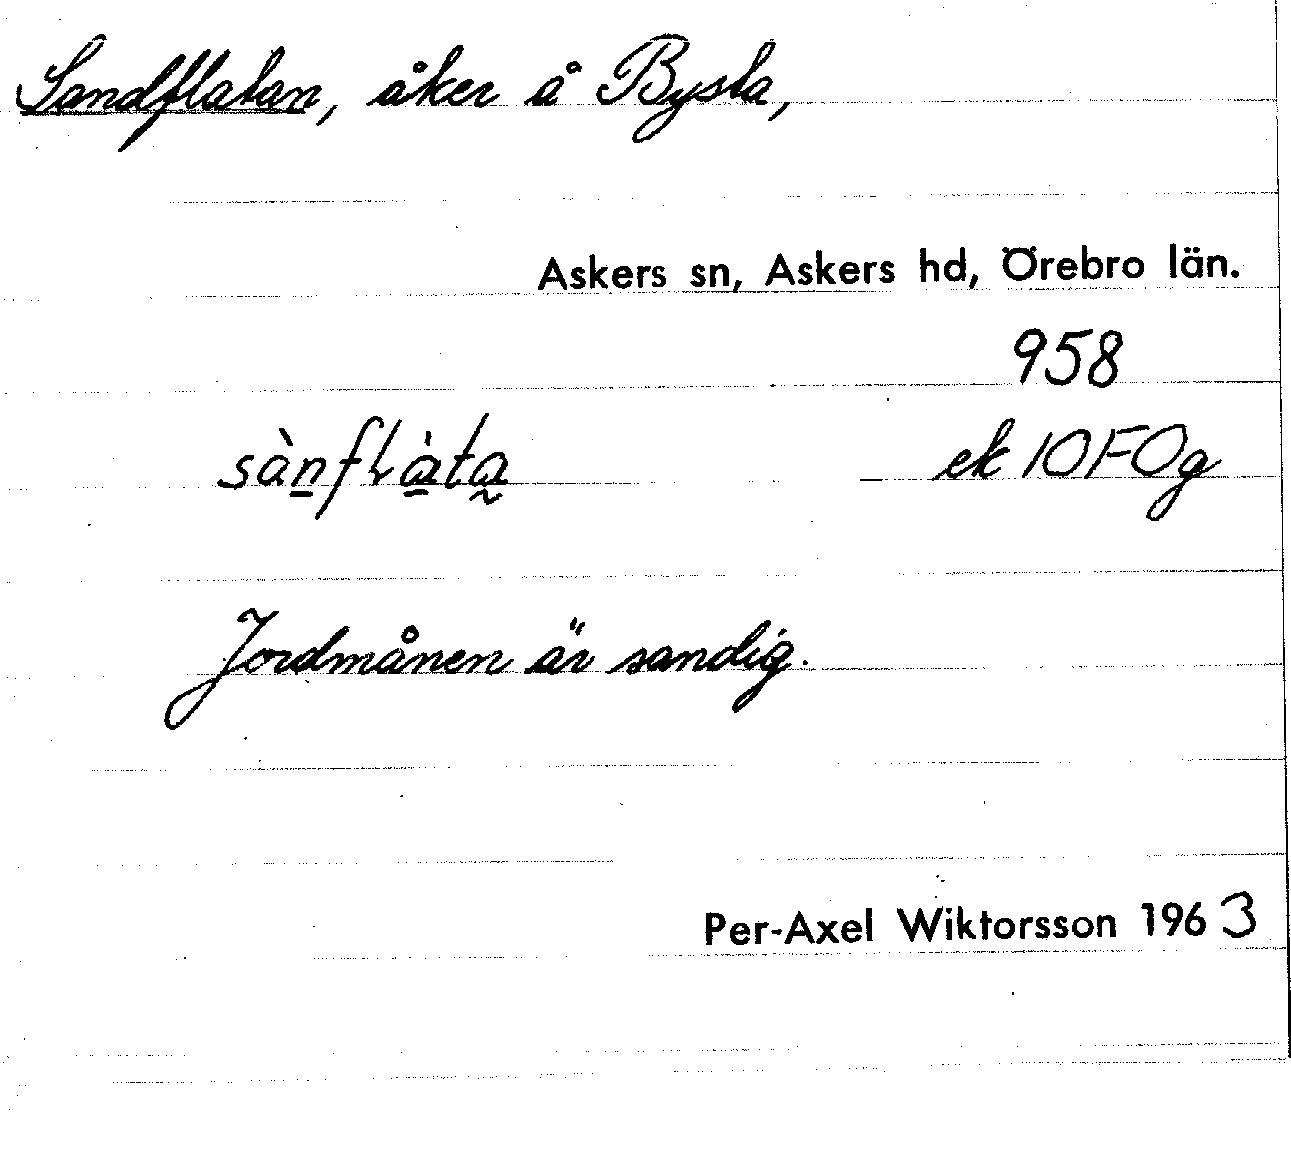 Sandflatan, åker å Bysta,
Askers sn, Askers hd, Örebro län.
958
sànflàta ek 10F0g
Jordmånen är sandig.
Per-Axel Wiktorsson 1963